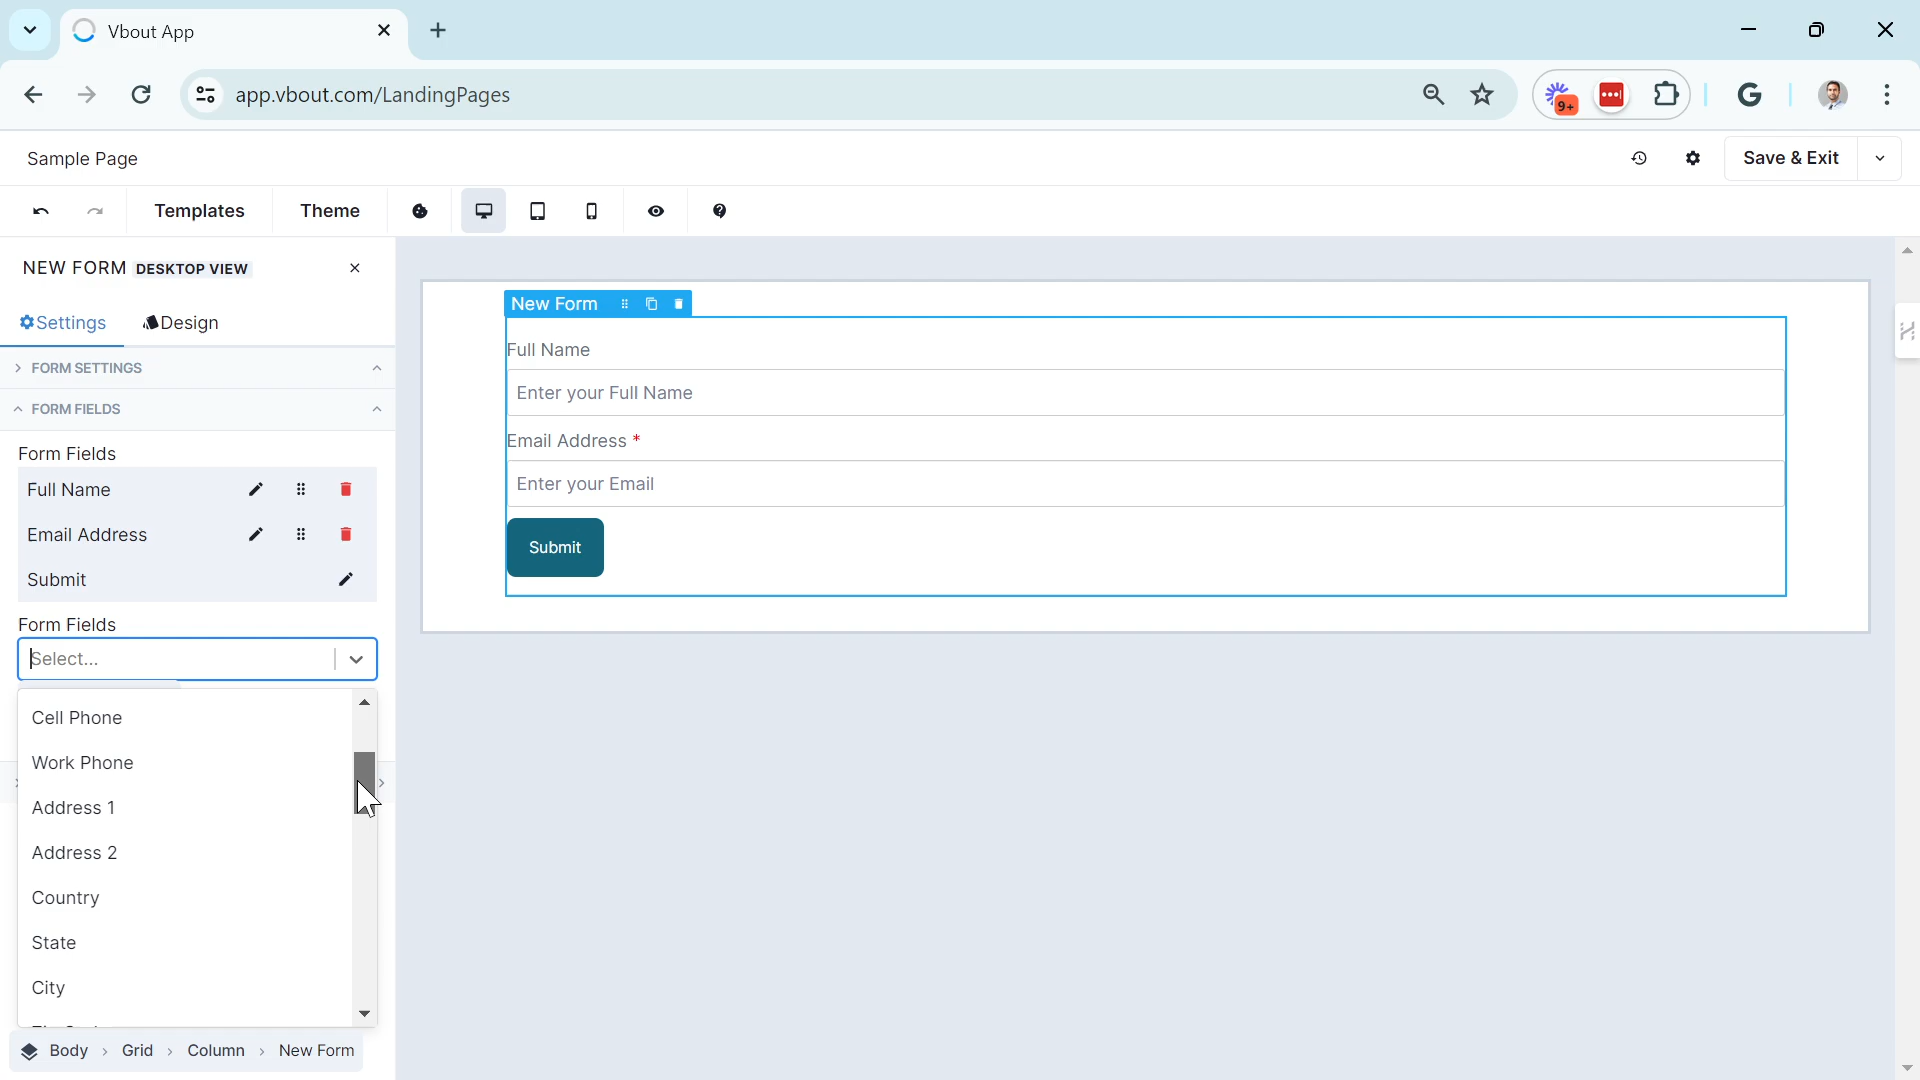 Vbout App
app.vbout.com/LandingPages
9+
Sample Page
Save & Exit
Templates
Theme
NEW FORM DESKTOP VIEW
Settings
Design
FORM SETTINGS
FORM FIELDS
Form Fields
Full Name
Email Address
Submit
Form Fields
Select...
Cell Phone
Work Phone
Address 1
Address 2
Country
State
City
Body > Grid > Column > New Form
New Form
Full Name
Enter your Full Name
Email Address *
Enter your Email
Submit